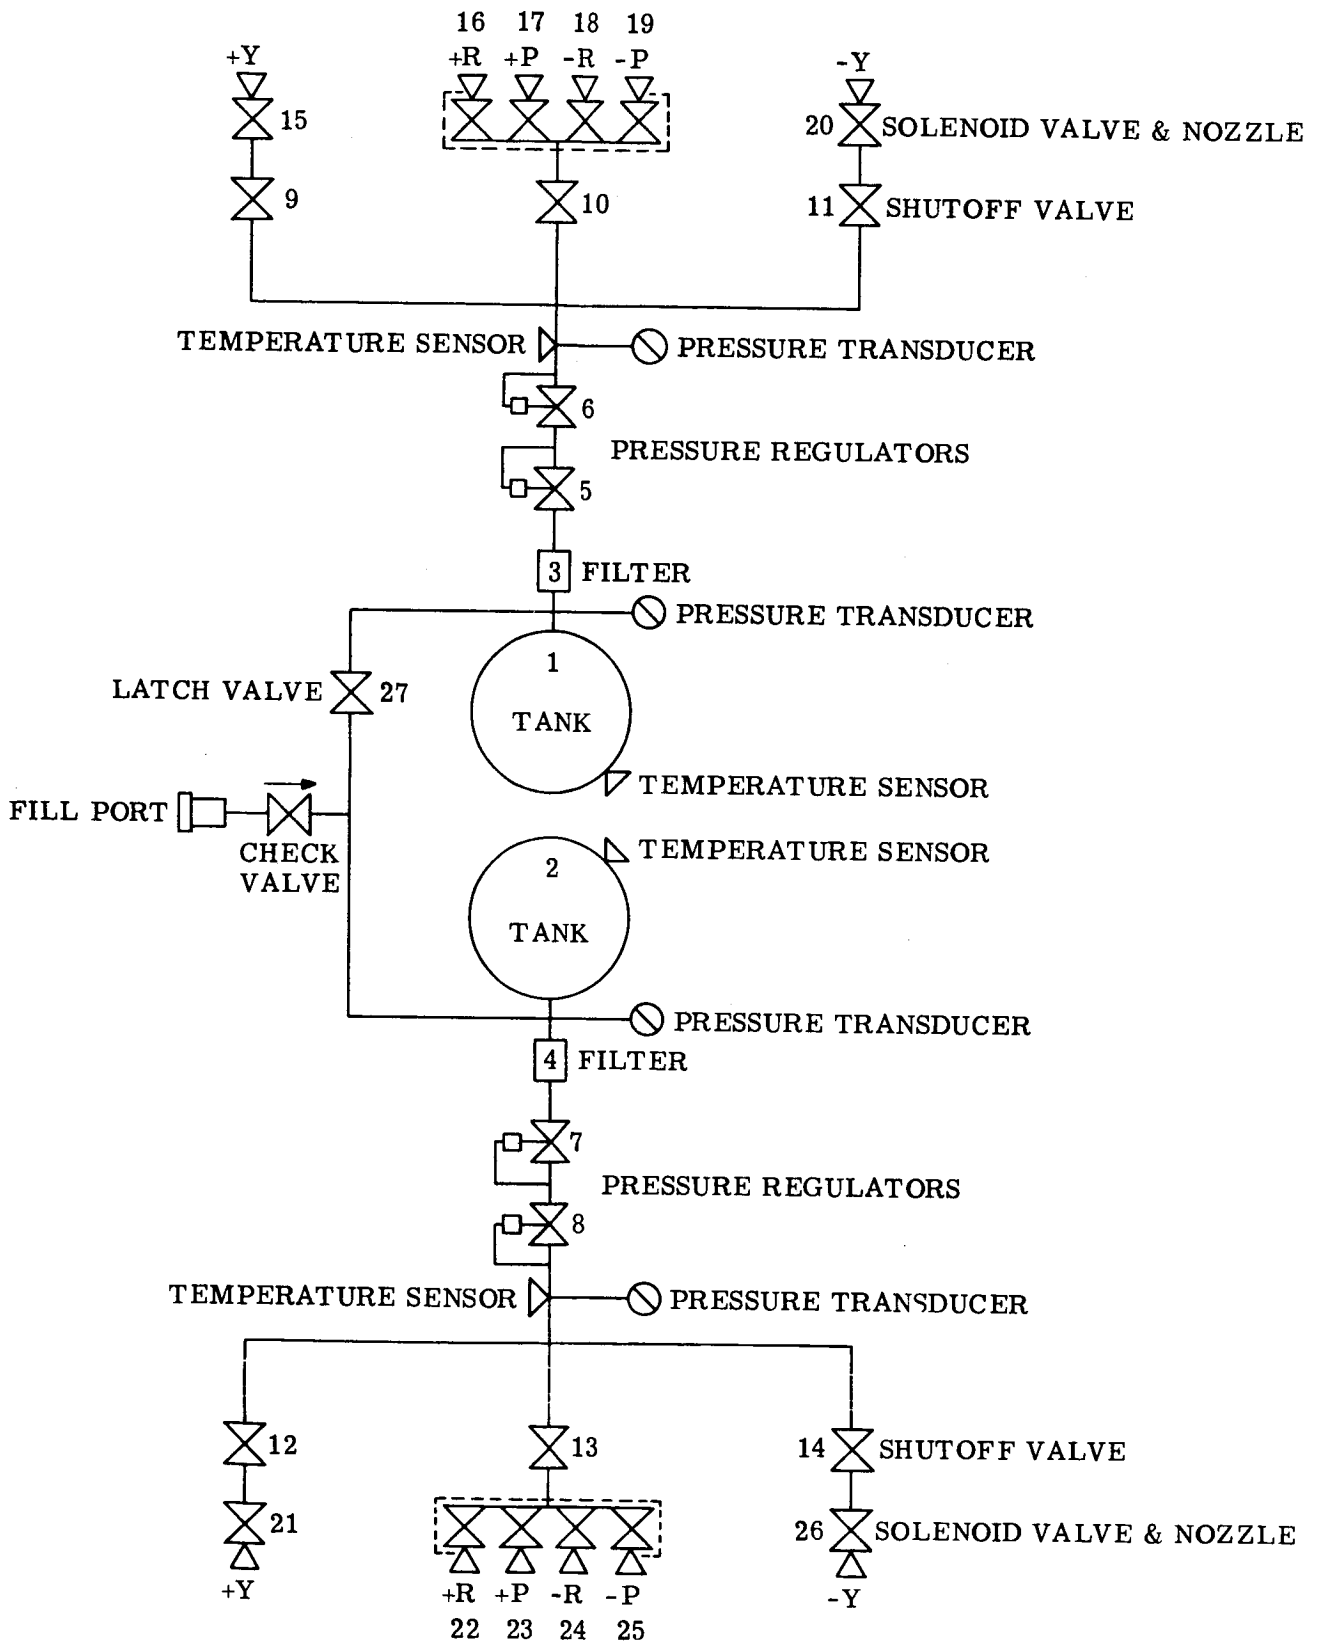 16 17 18 19
+Y +R +P -R -P -Y
15 20 SOLENOID VALVE & NOZZLE
9 10 11 SHUTOFF VALVE
TEMPERATURE SENSOR PRESSURE TRANSDUCER
6
PRESSURE REGULATORS
5
3 FILTER
PRESSURE TRANSDUCER
1
LATCH VALVE 27
TANK
TEMPERATURE SENSOR
FILL PORT
CHECK
VALVE
TEMPERATURE SENSOR
2
TANK
PRESSURE TRANSDUCER
4 FILTER
7
PRESSURE REGULATORS
8
TEMPERATURE SENSOR PRESSURE TRANSDUCER
12 13 14 SHUTOFF VALVE
21 26 SOLENOID VALVE & NOZZLE
+Y +R +P -R -P -Y
22 23 24 25